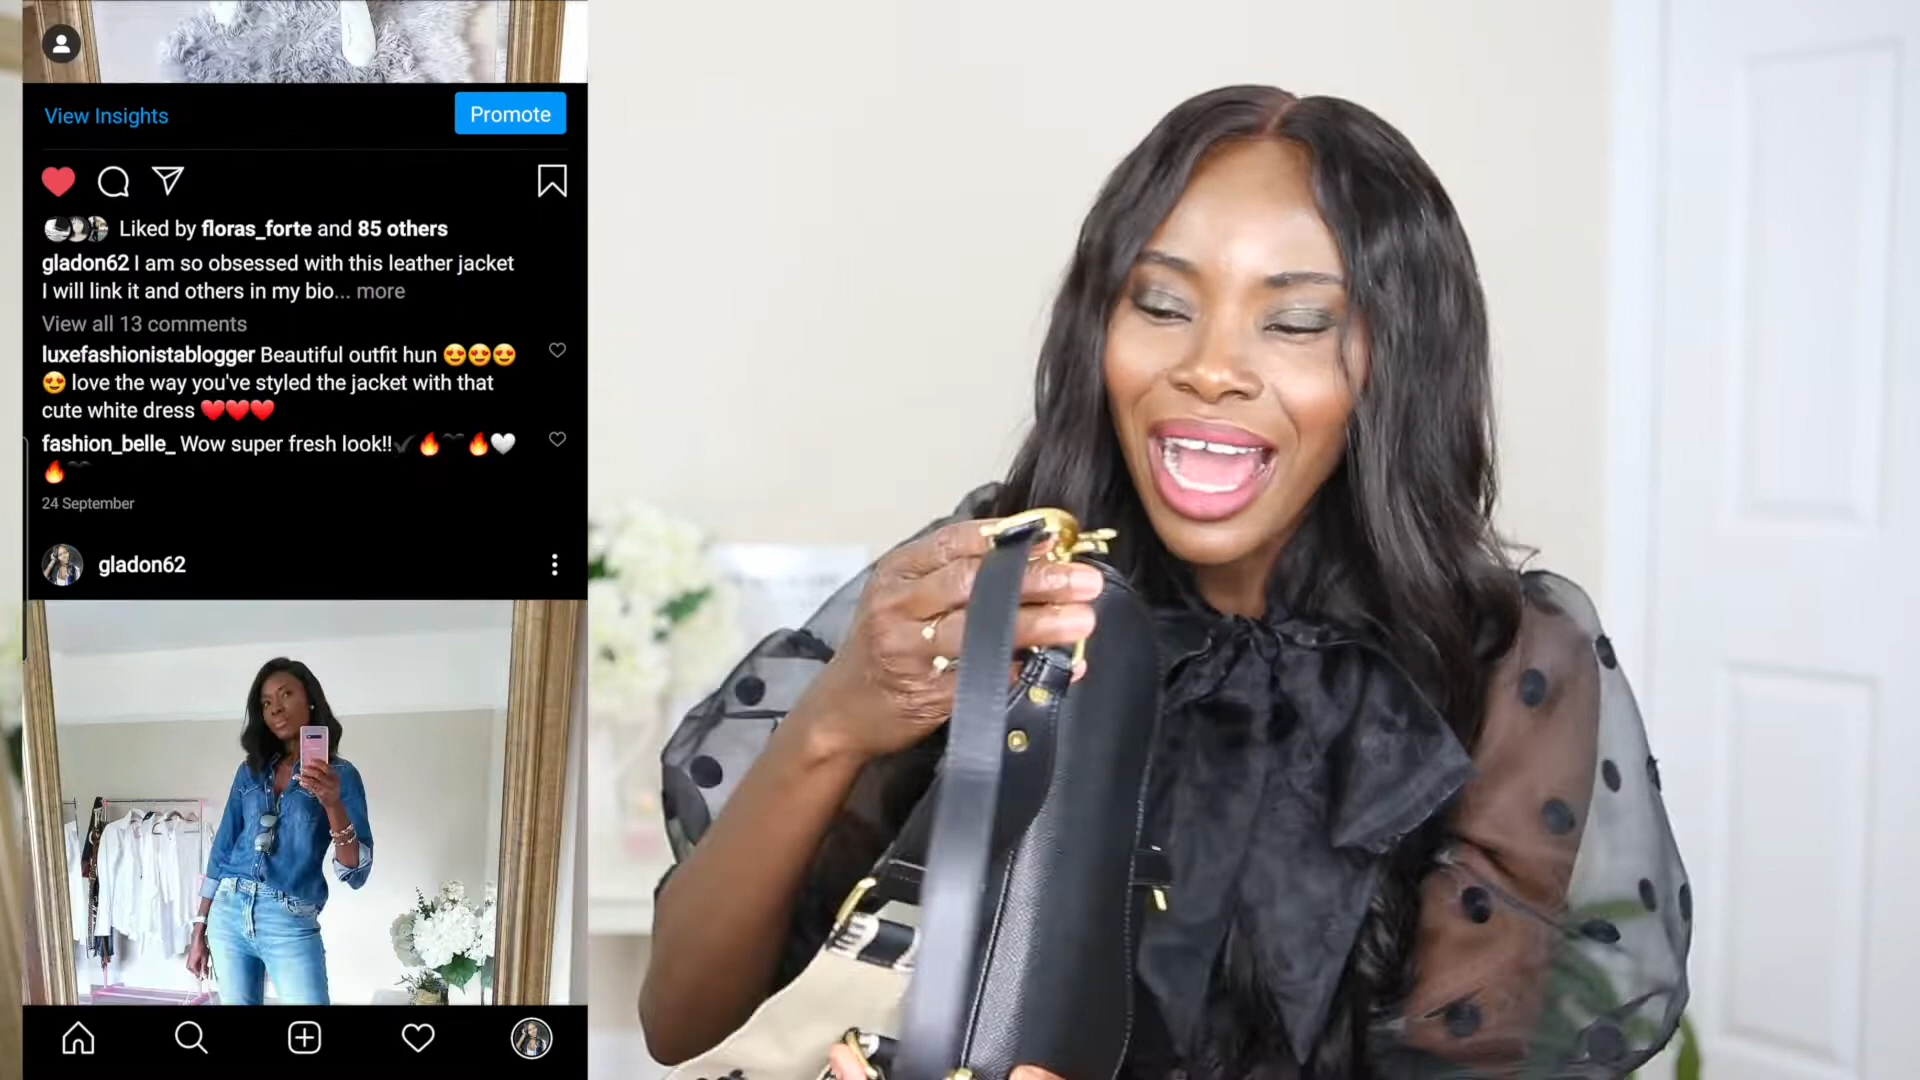 View Insights
Promote
Liked by floras_forte and 85 others
gladon62 I am so obsessed with this leather jacket
I will link it and others in my bio... more
View all 13 comments
luxefashionistablogger Beautiful outfit hun 😍😍😍
😍 love the way you've styled the jacket with that
cute white dress ❤️❤️❤️
fashion_belle_ Wow super fresh look!!✔🔥🖤🔥🤍
🔥🖤
24 September
gladon62